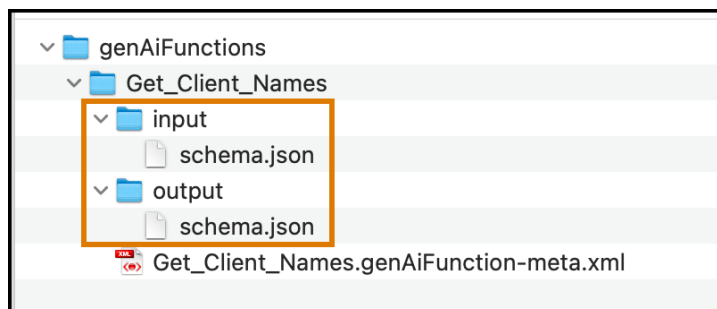 genAiFunctions
Get_Client_Names
input
schema.json
output
schema.json
XML
Get_Client_Names.genAiFunction-meta.xml